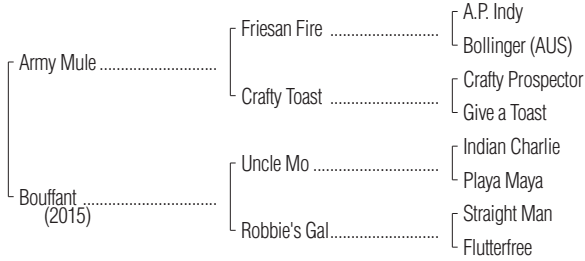 A.P. Indy
Friesan Fire ..........................
Bollinger (AUS)
Army Mule ............................
Crafty Prospector
Crafty Toast ..........................
Give a Toast
Indian Charlie
Uncle Mo ..............................
Playa Maya
Bouffant ................................
(2015)
Straight Man
Robbie's Gal..........................
Flutterfree